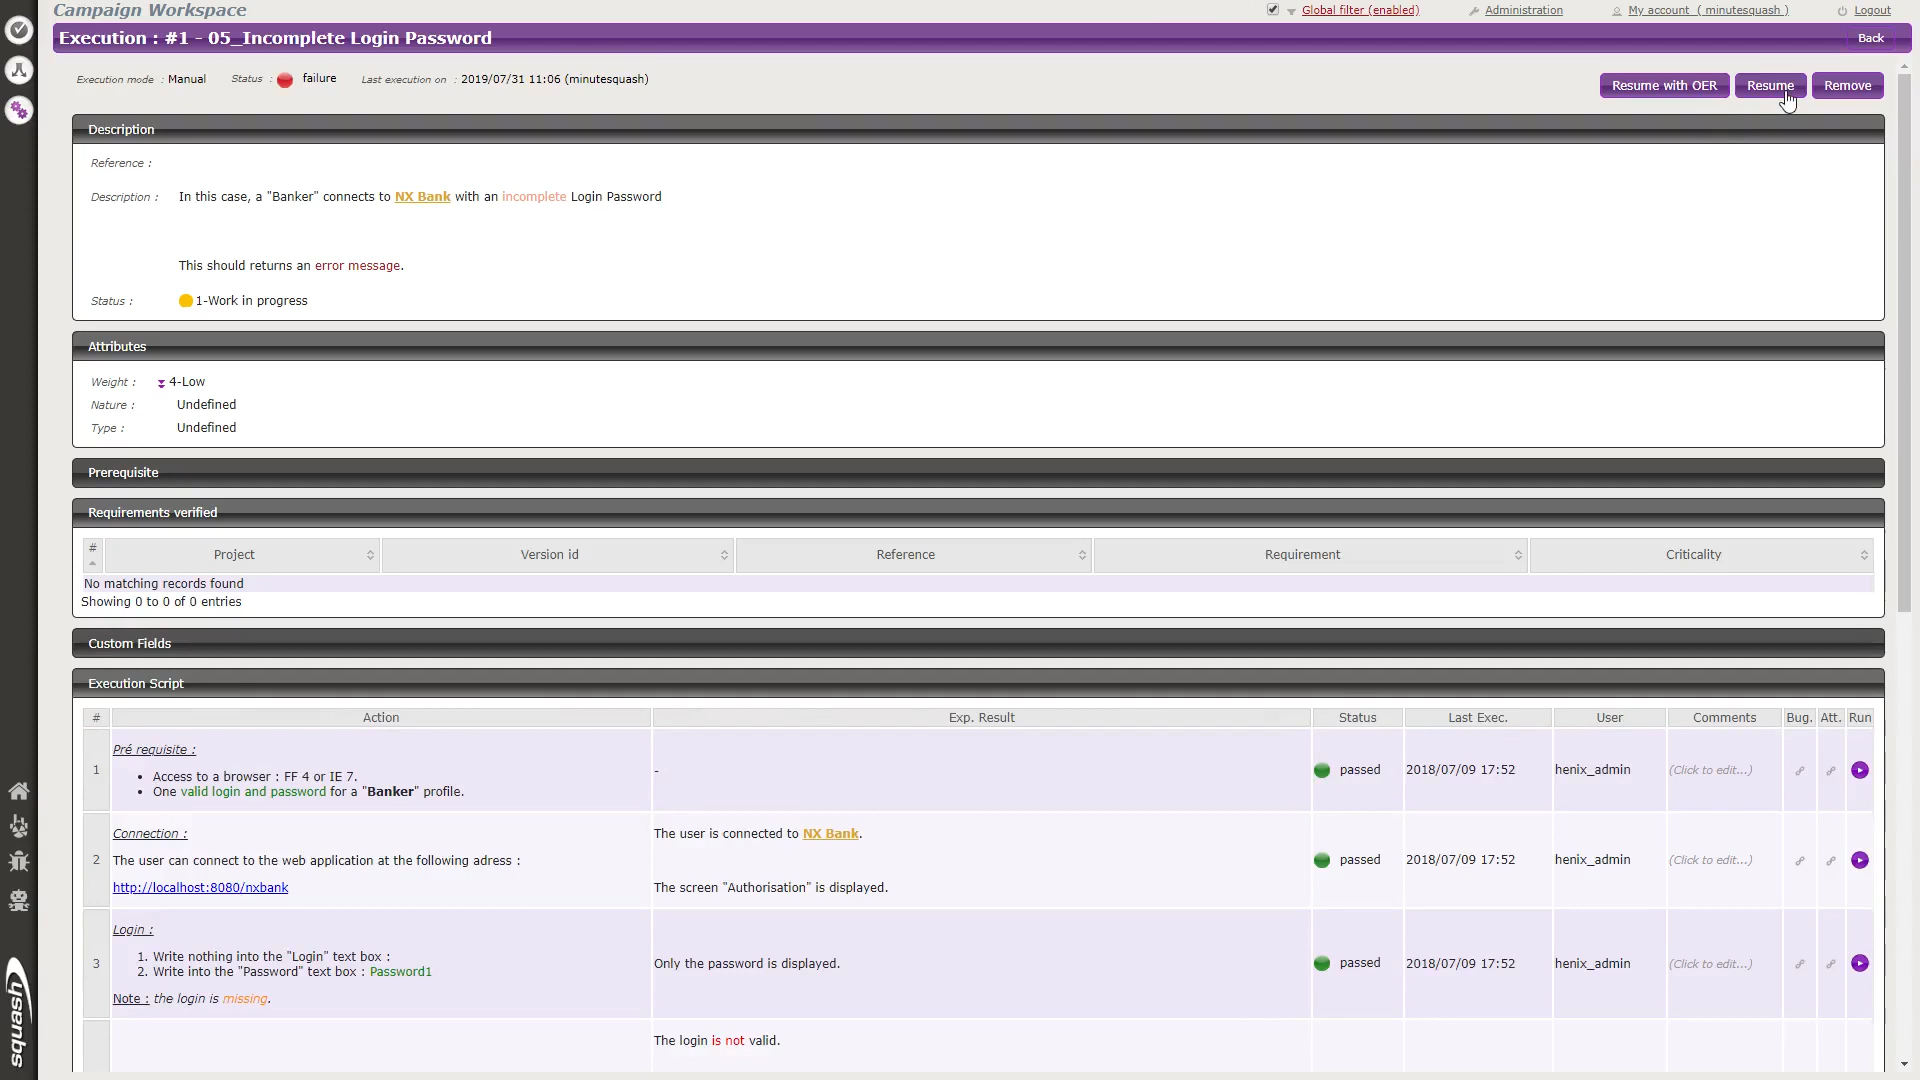 Campaign Workspace
Global filter (enabled)
Administration
My account ( minutesquash )
Logout
Execution : #1 - 05_Incomplete Login Password
Back
Execution mode : Manual
Status : failure
Last execution on : 2019/07/31 11:06 (minutesquash)
Resume with OER
Resume
Remove
Description
Reference :
Description : In this case, a "Banker" connects to NX Bank with an incomplete Login Password
This should returns an error message.
Status : 1-Work in progress
Attributes
Weight : 4-Low
Nature : Undefined
Type : Undefined
Prerequisite
Requirements verified
# Project Version id Reference Requirement Criticality
No matching records found
Showing 0 to 0 of 0 entries
Custom Fields
Execution Script
# Action Exp. Result Status Last Exec. User Comments Bug. Att. Run
Pré requisite :
1 - passed 2018/07/09 17:52 henix_admin (Click to edit...)
• Access to a browser : FF 4 or IE 7.
• One valid login and password for a "Banker" profile.
Connection : The user is connected to NX Bank.
2 The user can connect to the web application at the following adress : passed 2018/07/09 17:52 henix_admin (Click to edit...)
http://localhost:8080/nxbank The screen "Authorisation" is displayed.
Login :
1. Write nothing into the "Login" text box :
3 Only the password is displayed. passed 2018/07/09 17:52 henix_admin (Click to edit...)
2. Write into the "Password" text box : Password1
Note : the login is missing.
The login is not valid.
squash